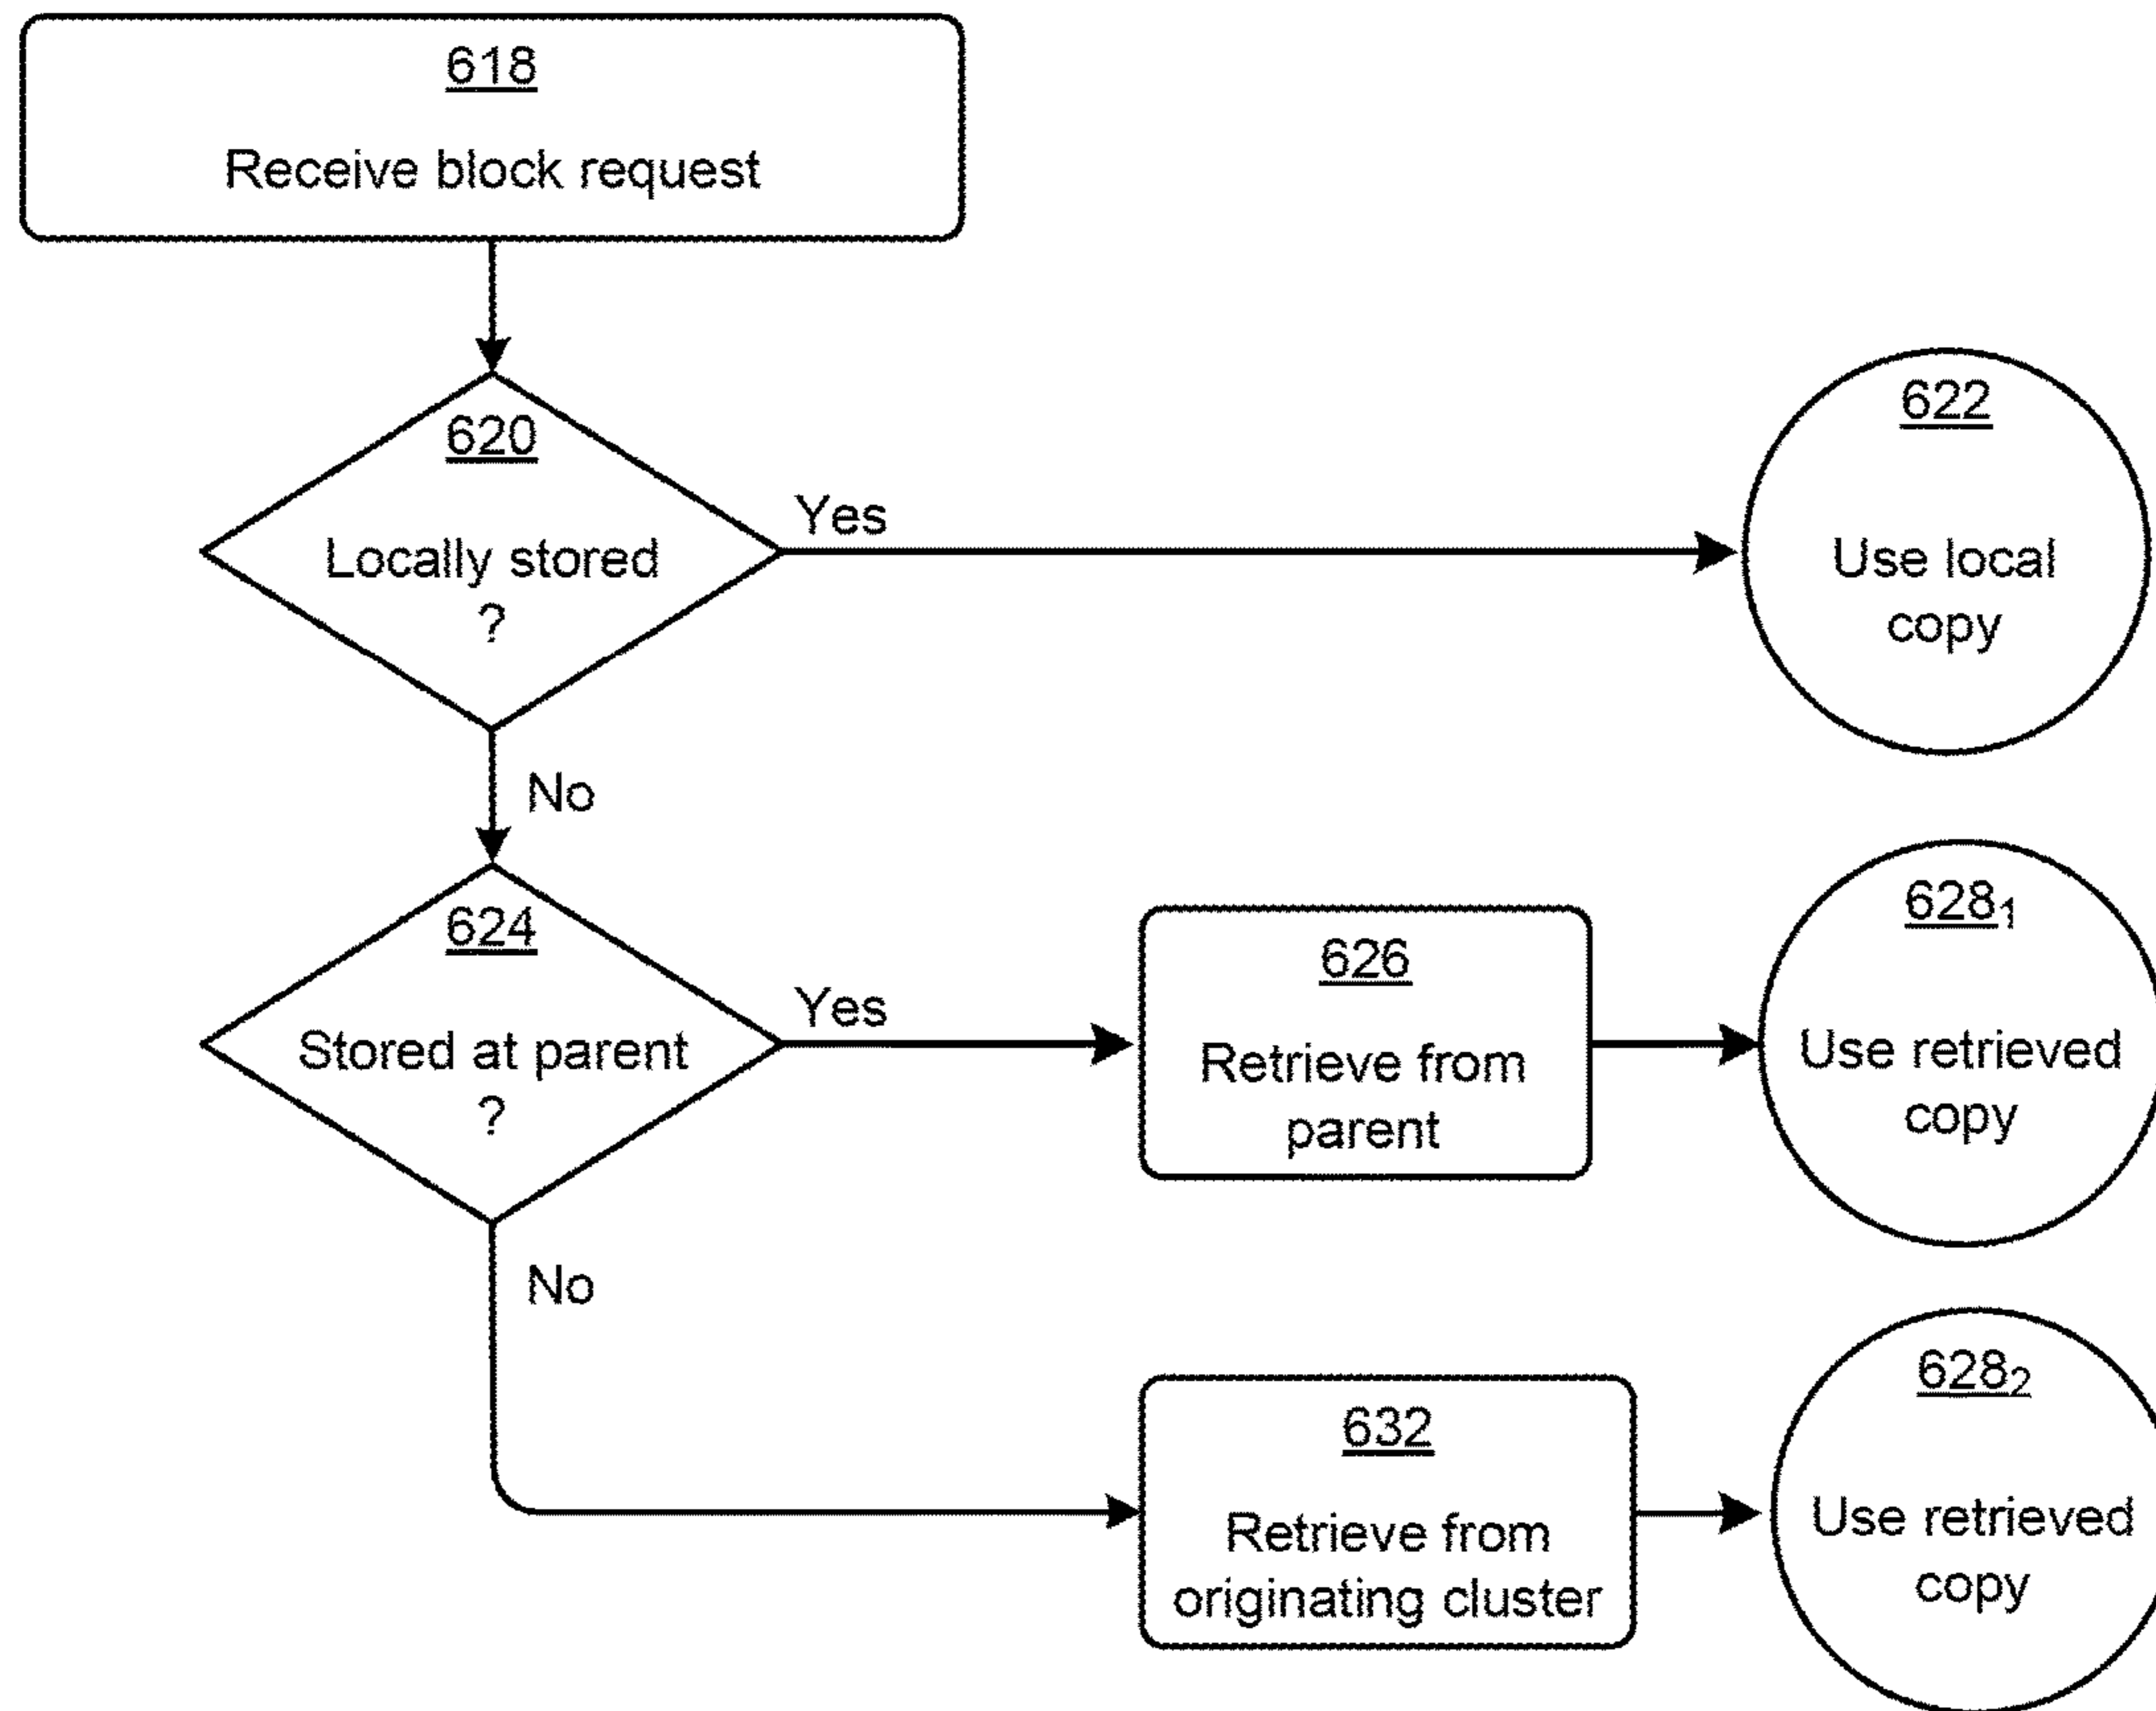 618
Receive block request
620
Locally stored
?
Yes
622
Use local
copy
No
624
Stored at parent
?
Yes
626
Retrieve from
parent
628₁
Use retrieved
copy
No
632
Retrieve from
originating cluster
628₂
Use retrieved
copy